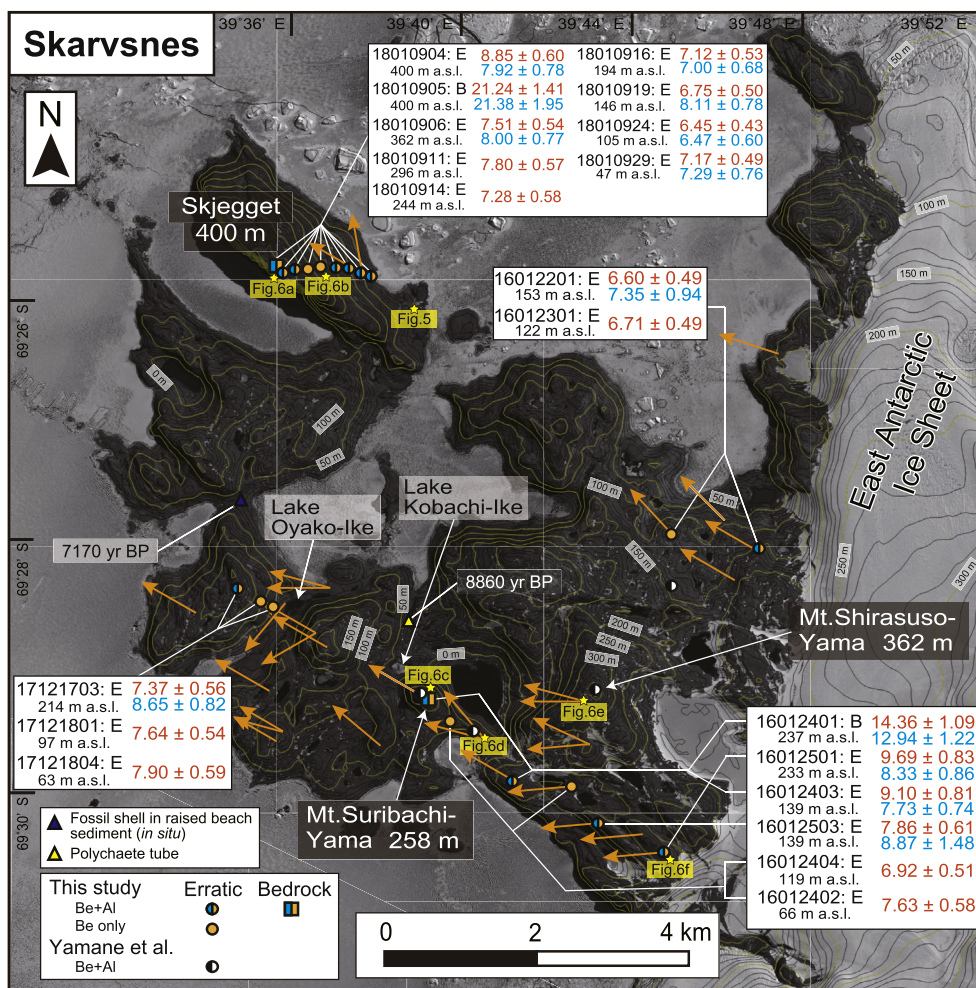 39°36′ E
39°40′ E
39°44′ E
39°48′ E
39°52′ E
Skarvsnes
N
18010904: E 8.85 ± 0.60
400 m a.s.l. 7.92 ± 0.78
18010905: B 21.24 ± 1.41
400 m a.s.l. 21.38 ± 1.95
18010906: E 7.51 ± 0.54
362 m a.s.l. 8.00 ± 0.77
18010911: E 7.80 ± 0.57
296 m a.s.l.
18010914: E 7.28 ± 0.58
244 m a.s.l.
18010916: E 7.12 ± 0.53
194 m a.s.l. 7.00 ± 0.68
18010919: E 6.75 ± 0.50
146 m a.s.l. 8.11 ± 0.78
18010924: E 6.45 ± 0.43
105 m a.s.l. 6.47 ± 0.60
18010929: E 7.17 ± 0.49
47 m a.s.l. 7.29 ± 0.76
50 m
100 m
150 m
200 m
Skjegget
400 m
Fig.6a
Fig.6b
Fig.5
16012201: E 6.60 ± 0.49
153 m a.s.l. 7.35 ± 0.94
16012301: E 6.71 ± 0.49
122 m a.s.l.
69°26′ S
0 m
100 m
50 m
East Antarctic
Ice Sheet
250 m
300 m
Lake
Kobachi-Ike
Lake
Oyako-Ike
100 m
50 m
150 m
7170 yr BP
69°28′ S
8860 yr BP
50 m
150 m
100 m
0 m
200 m
250 m
300 m
Mt.Shirasuso-
Yama 362 m
Fig.6c
Fig.6e
Fig.6d
17121703: E 7.37 ± 0.56
214 m a.s.l. 8.65 ± 0.82
17121801: E 7.64 ± 0.54
97 m a.s.l.
17121804: E 7.90 ± 0.59
63 m a.s.l.
16012401: B 14.36 ± 1.09
237 m a.s.l. 12.94 ± 1.22
16012501: E 9.69 ± 0.83
233 m a.s.l. 8.33 ± 0.86
16012403: E 9.10 ± 0.81
139 m a.s.l. 7.73 ± 0.74
16012503: E 7.86 ± 0.61
139 m a.s.l. 8.87 ± 1.48
16012404: E 6.92 ± 0.51
119 m a.s.l.
16012402: E 7.63 ± 0.58
66 m a.s.l.
69°30′ S
Mt.Suribachi-
Yama 258 m
Fig.6f
Fossil shell in raised beach
sediment (in situ)
Polychaete tube
This study Erratic Bedrock
Be+Al
Be only
Yamane et al.
Be+Al
0 2 4 km